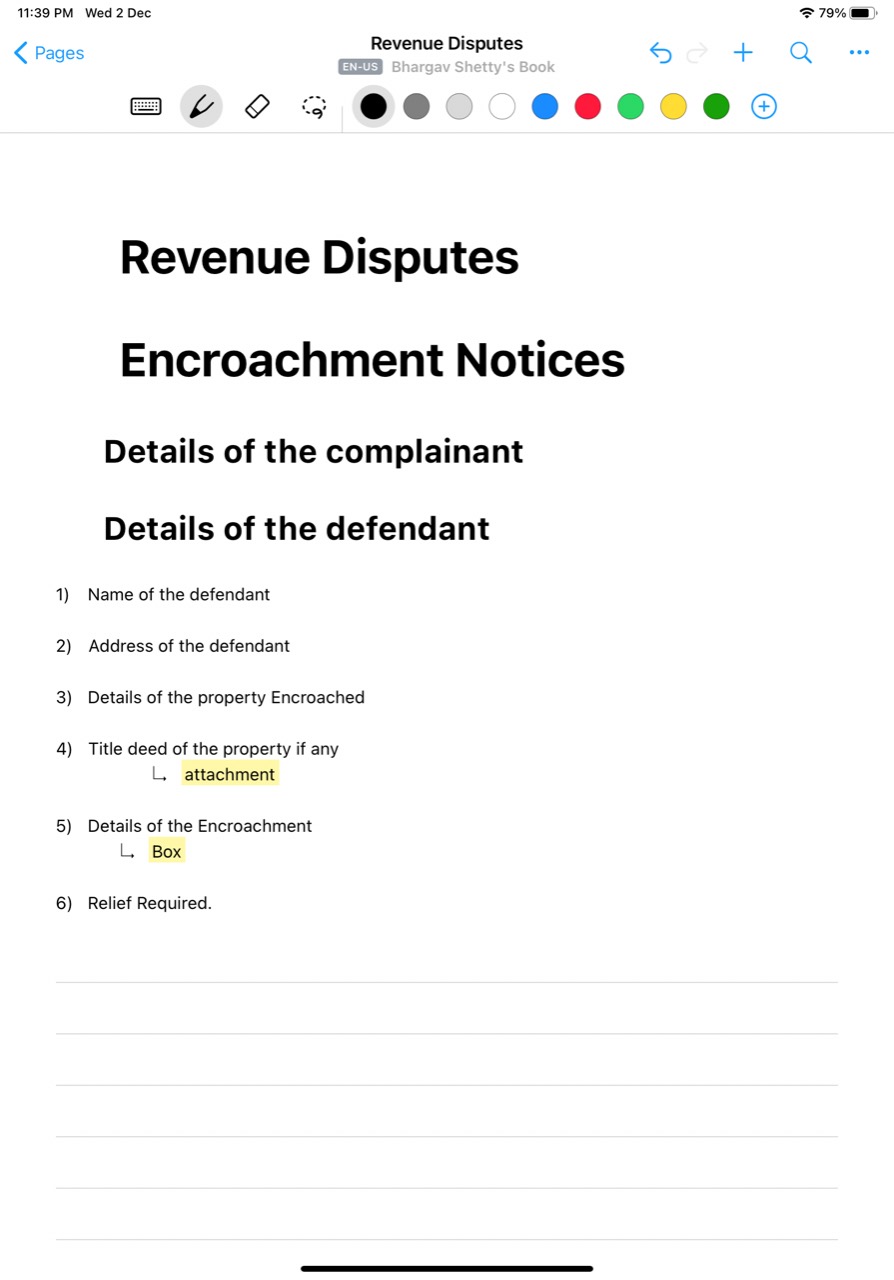 11:39 PM Wed 2 Dec 79%
Pages
Revenue Disputes
EN-US Bhargav Shetty's Book
Revenue Disputes
Encroachment Notices
Details of the complainant
Details of the defendant
1) Name of the defendant
2) Address of the defendant
3) Details of the property Encroached
4) Title deed of the property if any
attachment
5) Details of the Encroachment
Box
6) Relief Required.